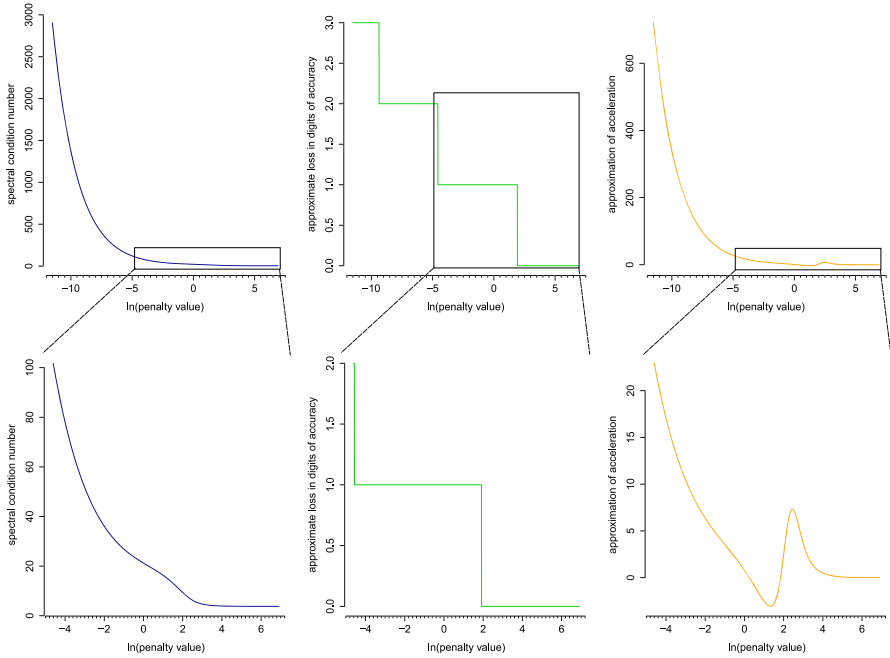 spectral condition number
0 500 1000 1500 2000 2500 3000
−10 −5 0 5
ln(penalty value)
approximate loss in digits of accuracy
0.0 0.5 1.0 1.5 2.0 2.5 3.0
−10 −5 0 5
ln(penalty value)
approximation of acceleration
0 200 400 600
−10 −5 0 5
ln(penalty value)
spectral condition number
0 20 40 60 80 100
−4 −2 0 2 4 6
ln(penalty value)
approximate loss in digits of accuracy
0.0 0.5 1.0 1.5 2.0
−4 −2 0 2 4 6
ln(penalty value)
approximation of acceleration
0 5 10 15 20
−4 −2 0 2 4 6
ln(penalty value)